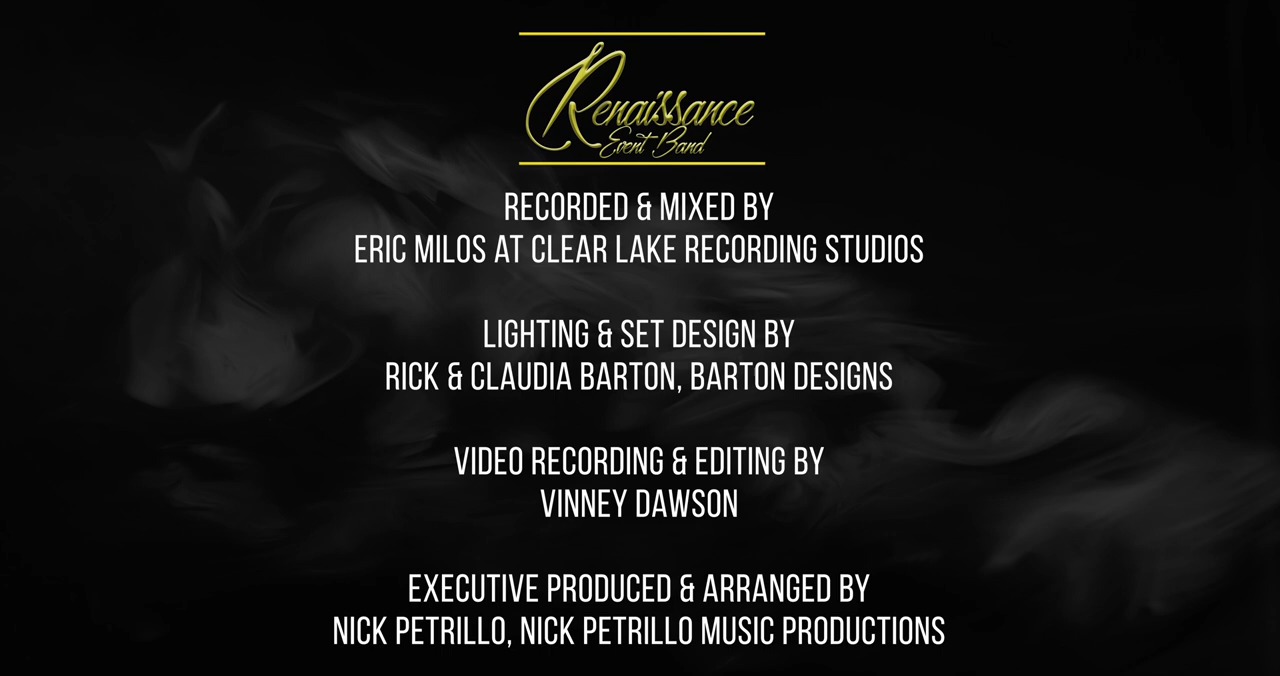 Renaissance
Event Band
RECORDED & MIXED BY
ERIC MILOS AT CLEAR LAKE RECORDING STUDIOS
LIGHTING & SET DESIGN BY
RICK & CLAUDIA BARTON, BARTON DESIGNS
VIDEO RECORDING & EDITING BY
VINNEY DAWSON
EXECUTIVE PRODUCED & ARRANGED BY
NICK PETRILLO, NICK PETRILLO MUSIC PRODUCTIONS